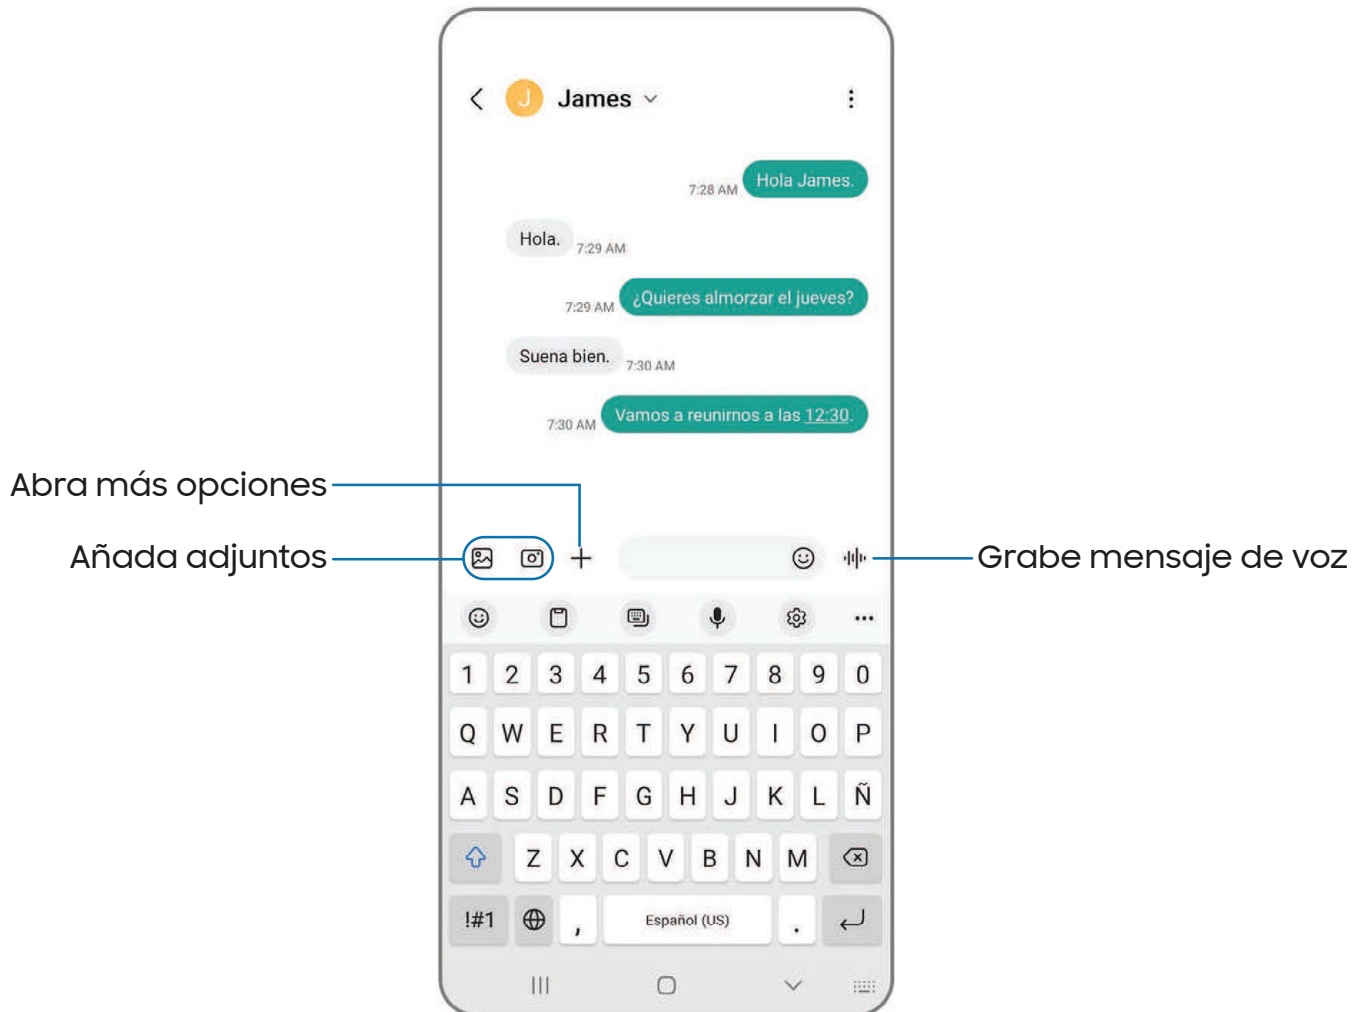 J James
Hola James.
7:28 AM
Hola.
7:29 AM
¿Quieres almorzar el jueves?
7:29 AM
Suena bien.
7:30 AM
Vamos a reunirnos a las 12:30.
7:30 AM
Abra más opciones
Añada adjuntos
Grabe mensaje de voz
1 2 3 4 5 6 7 8 9 0
Q W E R T Y U I O P
A S D F G H J K L Ñ
Z X C V B N M
!#1 , Español (US) .